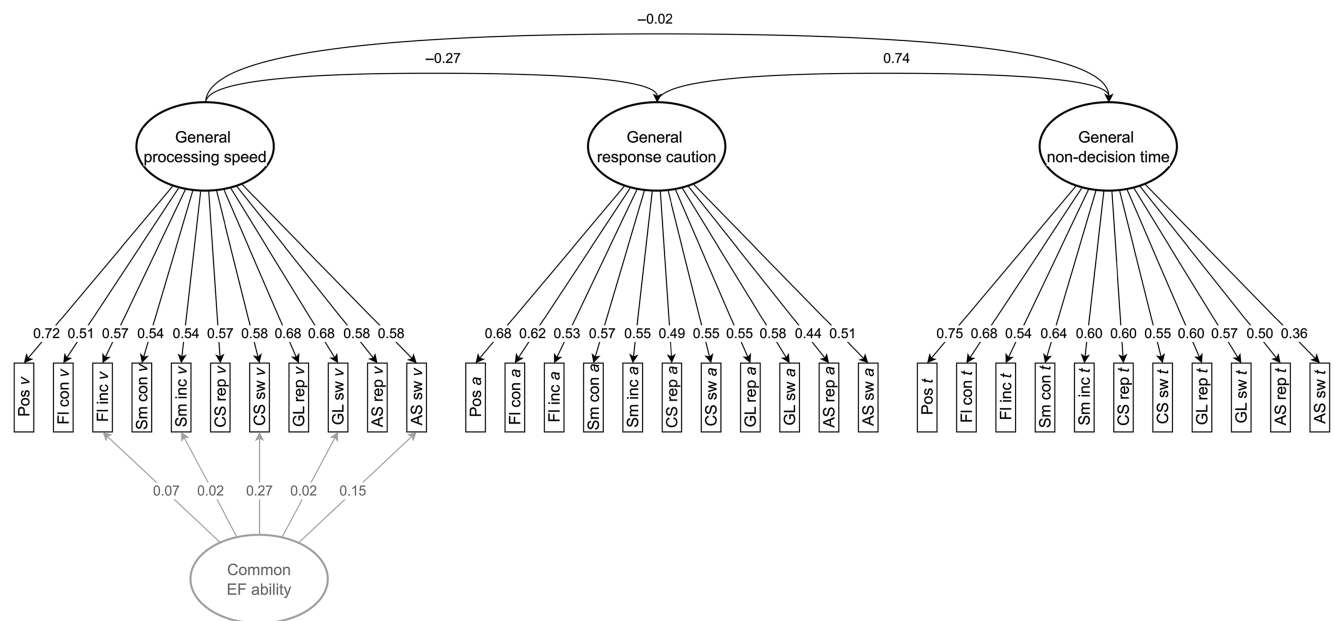 –0.02
–0.27 0.74
General General General
processing speed response caution non-decision time
0.72 0.51 0.57 0.54 0.54 0.57 0.58 0.68 0.68 0.58 0.58 0.68 0.62 0.53 0.57 0.55 0.49 0.55 0.55 0.58 0.44 0.51 0.75 0.68 0.54 0.64 0.60 0.60 0.55 0.60 0.57 0.50 0.36
Pos v
Fl con v
Fl inc v
Sm con v
Sm inc v
CS rep v
CS sw v
GL rep v
GL sw v
AS rep v
AS sw v
Pos a
Fl con a
Fl inc a
Sm con a
Sm inc a
CS rep a
CS sw a
GL rep a
GL sw a
AS rep a
AS sw a
Pos t
Fl con t
Fl inc t
Sm con t
Sm inc t
CS rep t
CS sw t
GL rep t
GL sw t
AS rep t
AS sw t
0.07 0.02 0.27 0.02 0.15
Common
EF ability